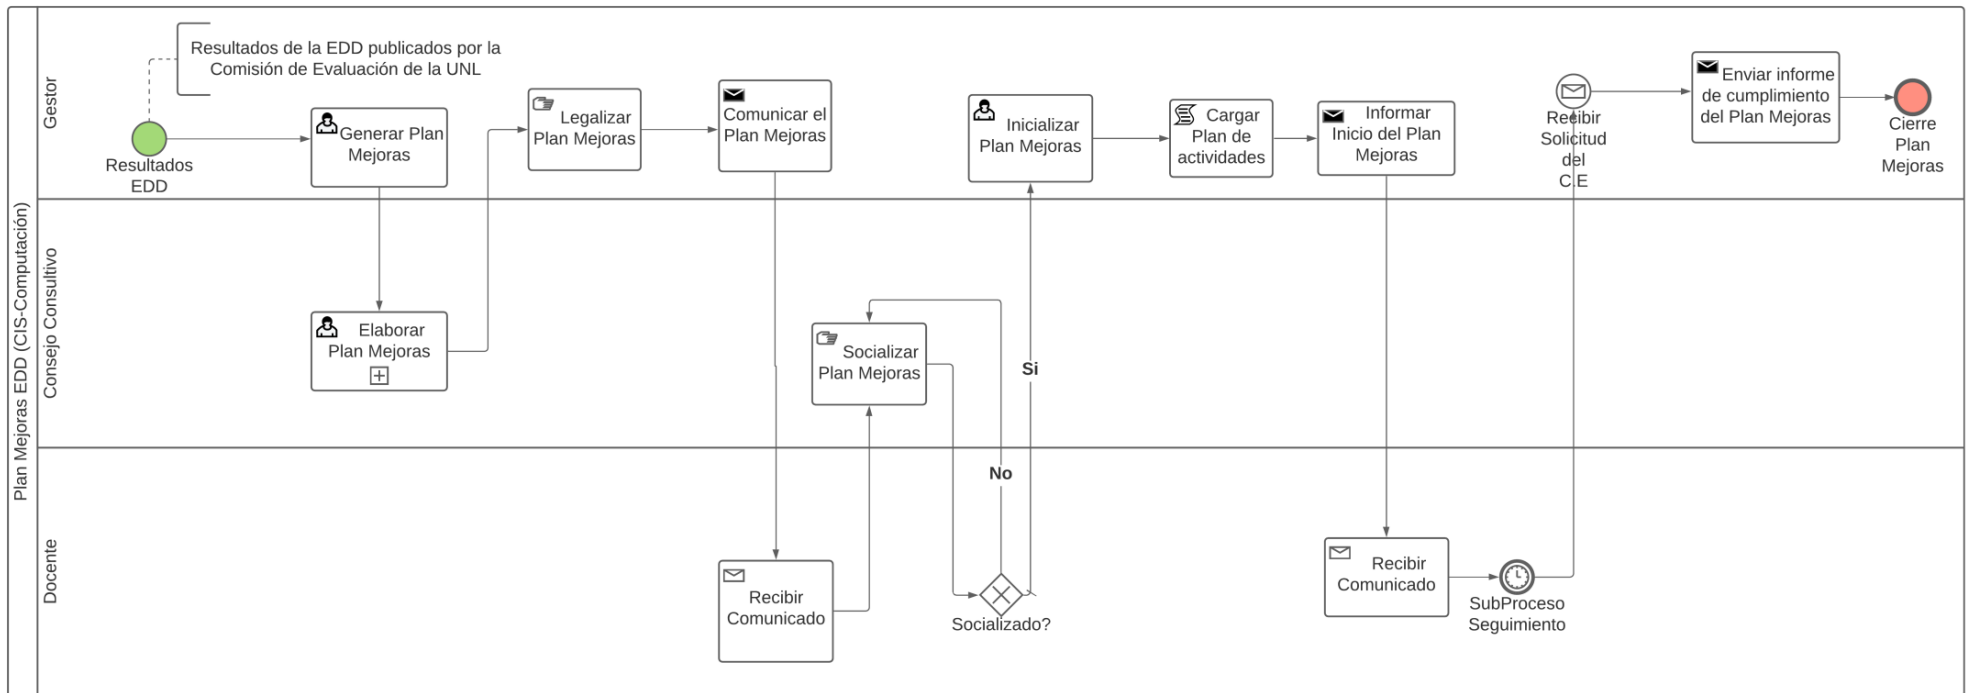 Plan Mejoras EDD (CIS-Computación)
Gestor
Resultados de la EDD publicados por la
Comisión de Evaluación de la UNL
Resultados
EDD
Generar Plan
Mejoras
Legalizar
Plan Mejoras
Comunicar el
Plan Mejoras
Inicializar
Plan Mejoras
Cargar
Plan de
actividades
Informar
Inicio del Plan
Mejoras
Recibir
Solicitud
del
C.E
Enviar informe
de cumplimiento
del Plan Mejoras
Cierre
Plan
Mejoras
Consejo Consultivo
Elaborar
Plan Mejoras
Socializar
Plan Mejoras
Si
No
Docente
Recibir
Comunicado
Socializado?
Recibir
Comunicado
SubProceso
Seguimiento